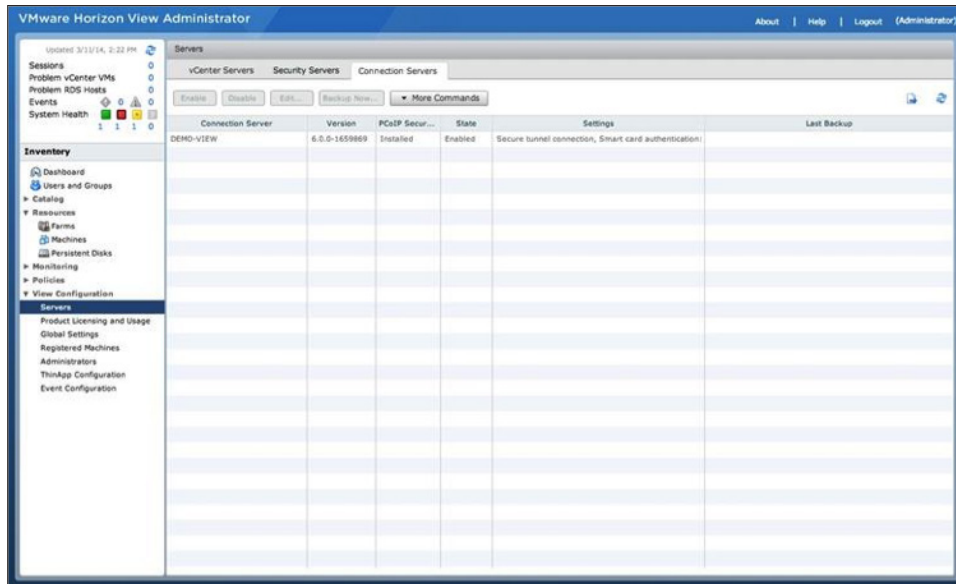 VMware Horizon View Administrator
About | Help | Logout (Administrator)
Updated 3/11/14, 2:22 PM
Sessions 0
Problem vCenter VMs 0
Problem RDS Hosts 0
Events 0 0
System Health
1 1 1 0
Inventory
Dashboard
Users and Groups
Catalog
Resources
Farms
Machines
Persistent Disks
Monitoring
Policies
View Configuration
Servers
Product Licensing and Usage
Global Settings
Registered Machines
Administrators
ThinApp Configuration
Event Configuration
Servers
vCenter Servers Security Servers Connection Servers
Enable Disable Edit... Backup Now... More Commands
Connection Server Version PCoIP Secur... State Settings Last Backup
DEMO-VIEW 6.0.0-1659869 Installed Enabled Secure tunnel connection, Smart card authentication: